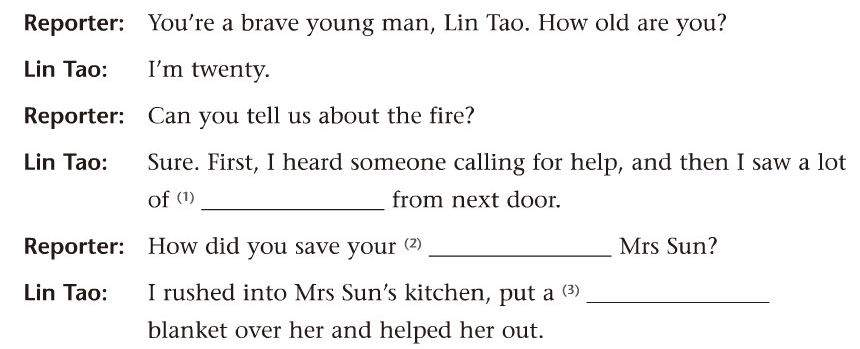 Reporter: You're a brave young man, Lin Tao. How old are you?
Lin Tao: I'm twenty.
Reporter: Can you tell us about the fire?
Lin Tao: Sure. First, I heard someone calling for help, and then I saw a lot
of (1) ________________ from next door.
Reporter: How did you save your (2) ________________ Mrs Sun?
Lin Tao: I rushed into Mrs Sun's kitchen, put a (3) ________________
blanket over her and helped her out.